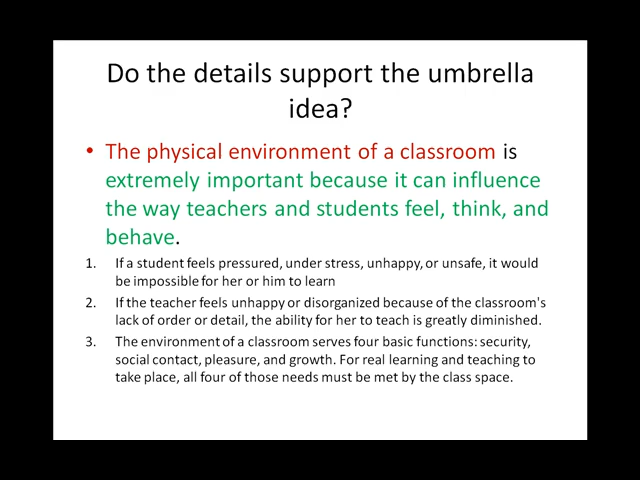 Do the details support the umbrella
idea?
• The physical environment of a classroom is
extremely important because it can influence
the way teachers and students feel, think, and
behave.
1. If a student feels pressured, under stress, unhappy, or unsafe, it would
be impossible for her or him to learn
2. If the teacher feels unhappy or disorganized because of the classroom's
lack of order or detail, the ability for her to teach is greatly diminished.
3. The environment of a classroom serves four basic functions: security,
social contact, pleasure, and growth. For real learning and teaching to
take place, all four of those needs must be met by the class space.